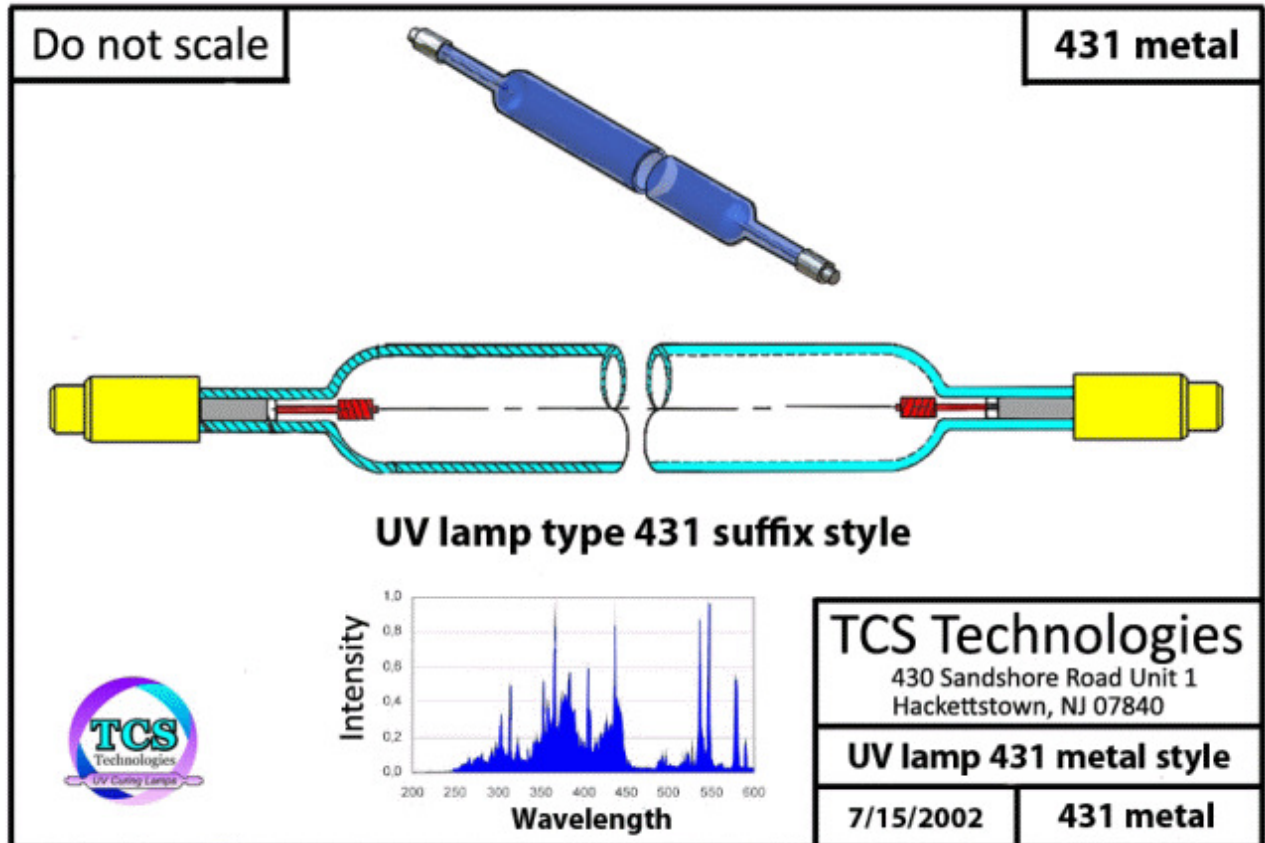 Do not scale
431 metal
UV lamp type 431 suffix style
Intensity
1,0
0,8
0,6
0,4
0,2
0,0
200 250 300 350 400 450 500 550 600
Wavelength
TCS
Technologies
UV Curing Lamps
TCS Technologies
430 Sandshore Road Unit 1
Hackettstown, NJ 07840
UV lamp 431 metal style
7/15/2002
431 metal